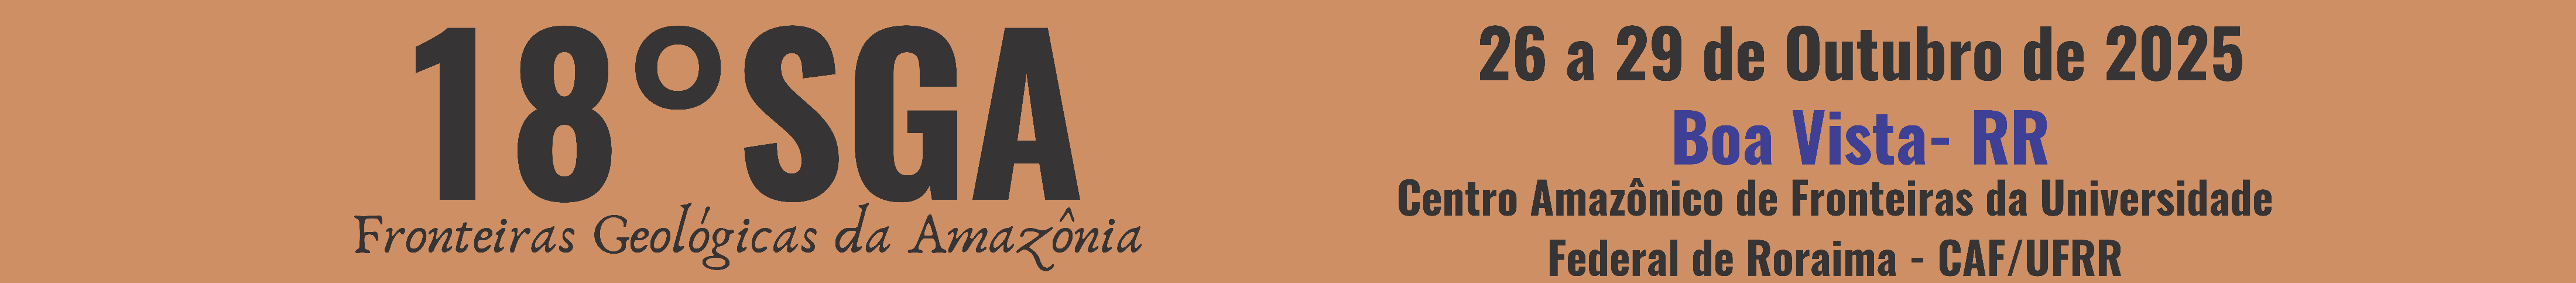 18°SGA
Fronteiras Geológicas da Amazônia
26 a 29 de Outubro de 2025
Boa Vista- RR
Centro Amazônico de Fronteiras da Universidade
Federal de Roraima - CAF/UFRR